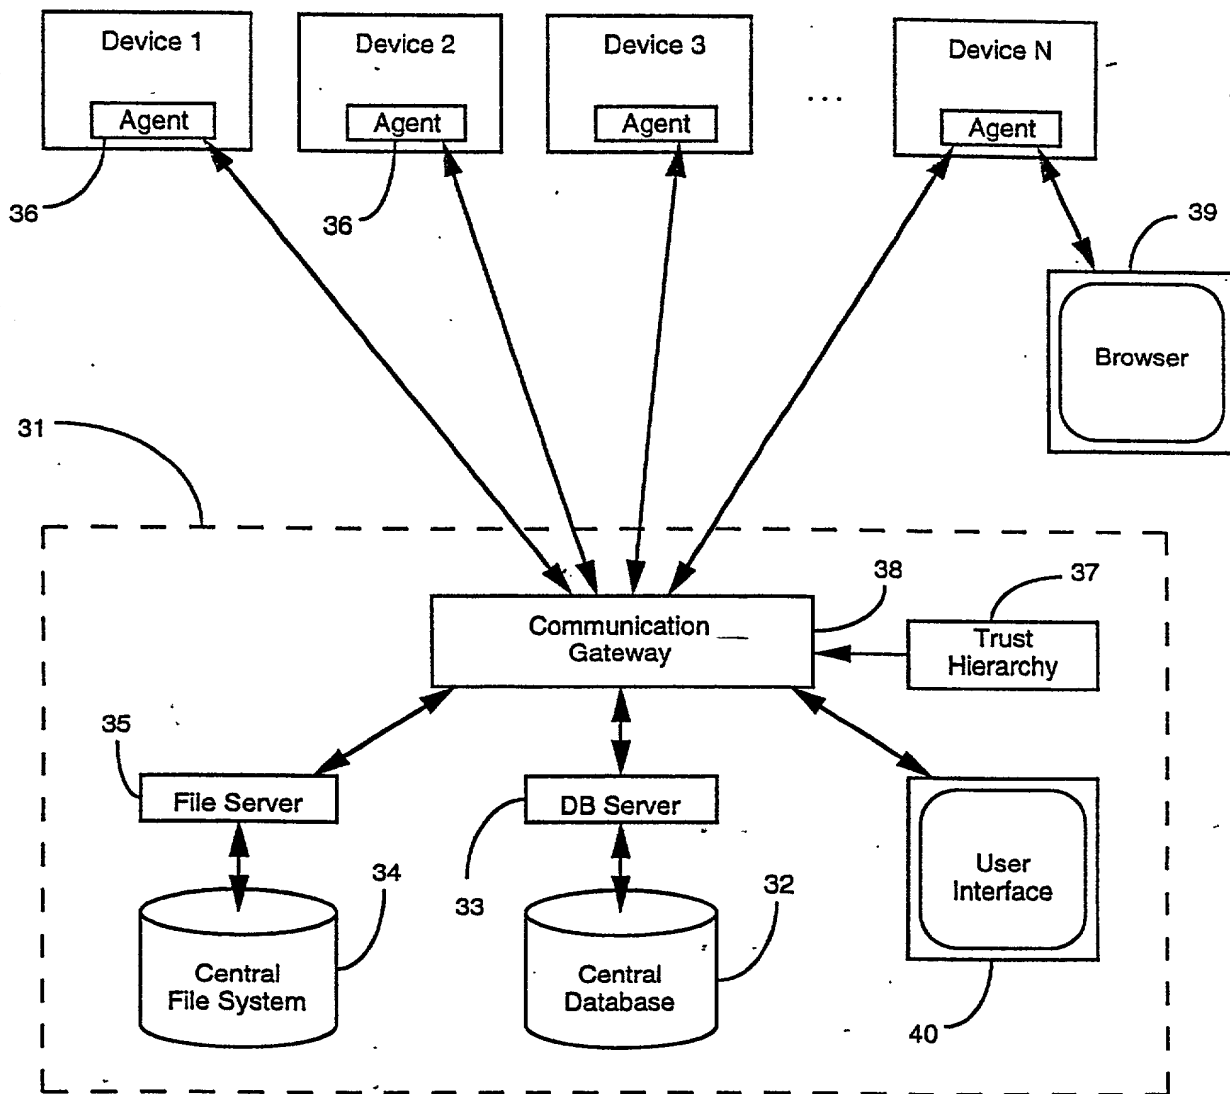 Device 1
Device 2
Device 3
Device N
Agent
Agent
Agent
Agent
...
36
36
39
Browser
31
38
37
Communication
Gateway
Trust
Hierarchy
35
File Server
DB Server
34
33
32
User
Interface
Central
File System
Central
Database
40